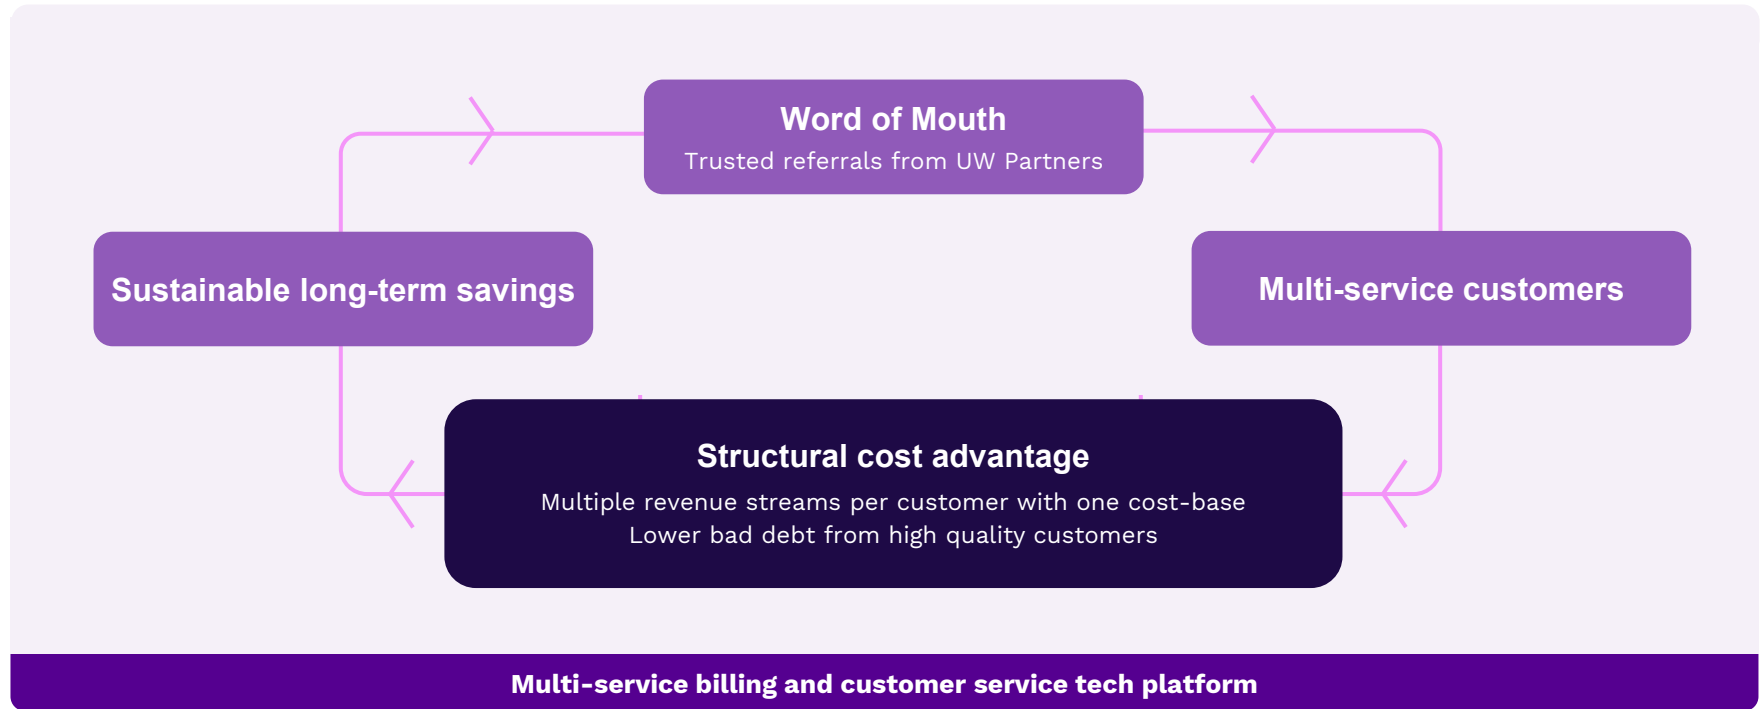 Word of Mouth
Trusted referrals from UW Partners
Sustainable long-term savings
Multi-service customers
Structural cost advantage
Multiple revenue streams per customer with one cost-base
Lower bad debt from high quality customers
Multi-service billing and customer service tech platform